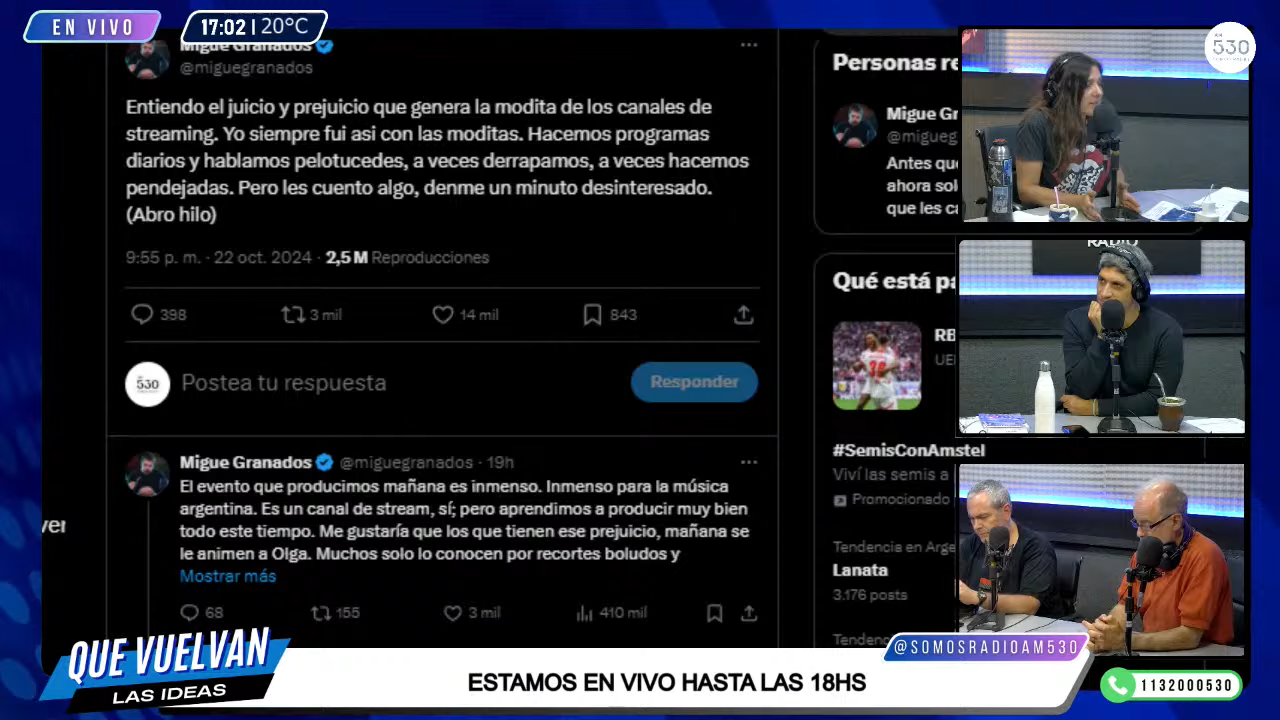 EN VIVO
17:02 | 20°C
Migue Granados
@miguegranados
Entiendo el juicio y prejuicio que genera la modita de los canales de
streaming. Yo siempre fui asi con las moditas. Hacemos programas
diarios y hablamos pelotucedes, a veces derrapamos, a veces hacemos
pendejadas. Pero les cuento algo, denme un minuto desinteresado.
(Abro hilo)
9:55 p. m. · 22 oct. 2024 · 2,5 M Reproducciones
398
3 mil
14 mil
843
530
Postea tu respuesta
Responder
Migue Granados @miguegranados · 19h
El evento que producimos mañana es inmenso. Inmenso para la música
argentina. Es un canal de stream, sí; pero aprendimos a producir muy bien
todo este tiempo. Me gustaría que los que tienen ese prejuicio, mañana se
le animen a Olga. Muchos solo lo conocen por recortes boludos y
Mostrar más
68
155
3 mil
410 mil
ver
Personas re
Migue Gr
@migueg
Antes que
ahora sol
que les ca
Qué está pa
RB
UE
#SemisConAmstel
Viví las semis a
Promocionado
Tendencia en Arge
Lanata
3.176 posts
Tendenc
530
RADIO
QUE VUELVAN
LAS IDEAS
@SOMOSRADIOAM530
ESTAMOS EN VIVO HASTA LAS 18HS
1132000530